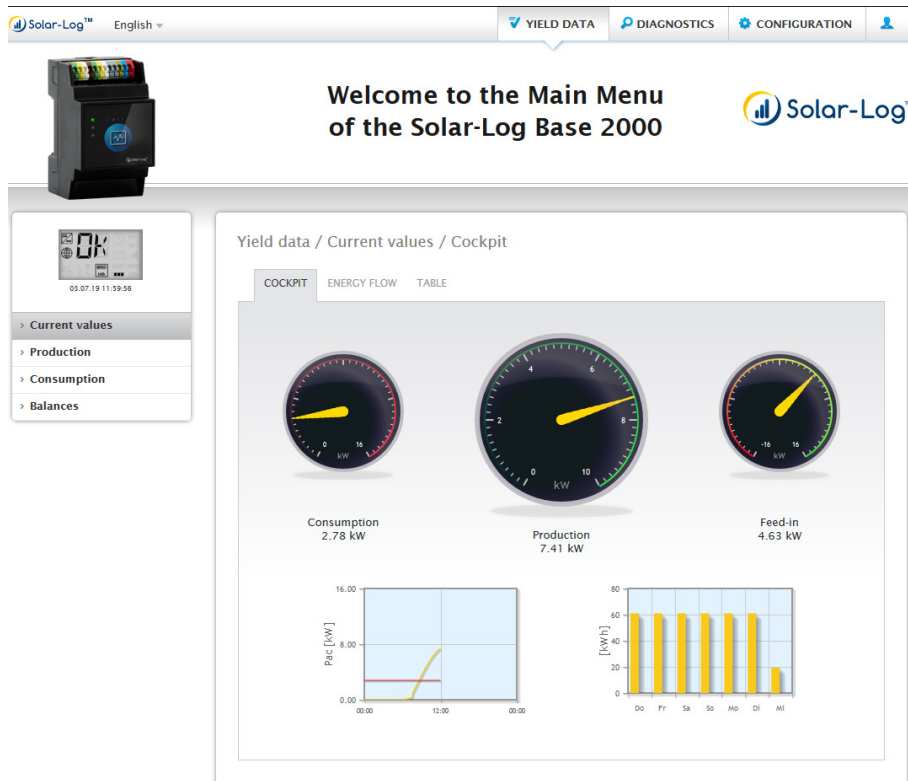 Solar-Log™
English
YIELD DATA
DIAGNOSTICS
CONFIGURATION
Welcome to the Main Menu
of the Solar-Log Base 2000
Solar-Log
OK
03.07.19 11:59:56
Current values
Production
Consumption
Balances
Yield data / Current values / Cockpit
COCKPIT
ENERGY FLOW
TABLE
0 16
kW
Consumption
2.78 kW
4 6
2 8
0 10
kW
Production
7.41 kW
-16 16
kW
Feed-in
4.63 kW
Pac [kW]
16.00
8.00
0.00
00:00 12:00 00:00
[kWh]
80
60
40
20
0
Do Fr Sa So Mo Di Mi